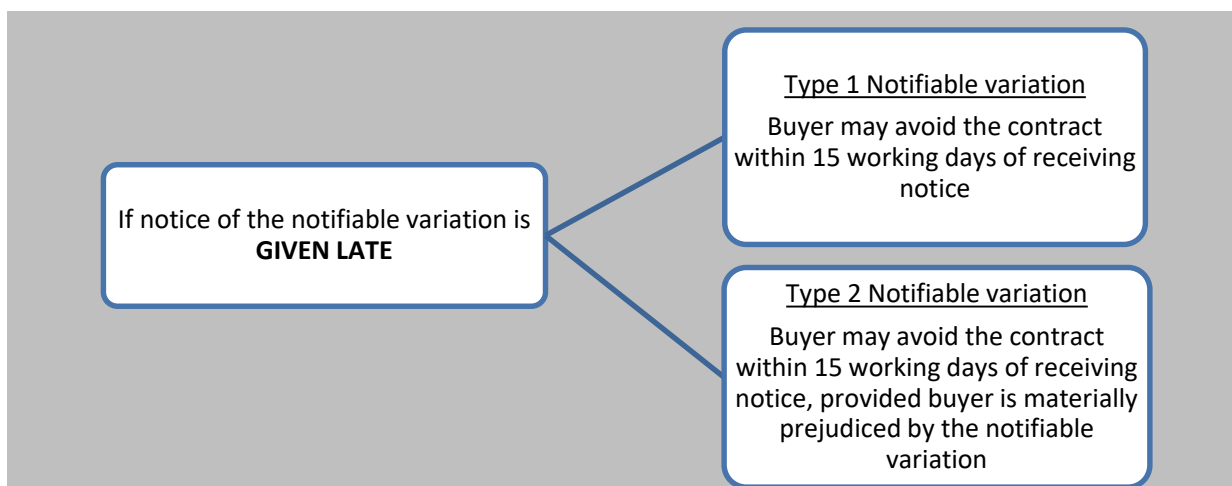 If notice of the notifiable variation is
GIVEN LATE
Type 1 Notifiable variation
Buyer may avoid the contract
within 15 working days of receiving
notice
Type 2 Notifiable variation
Buyer may avoid the contract
within 15 working days of receiving
notice, provided buyer is materially
prejudiced by the notifiable
variation